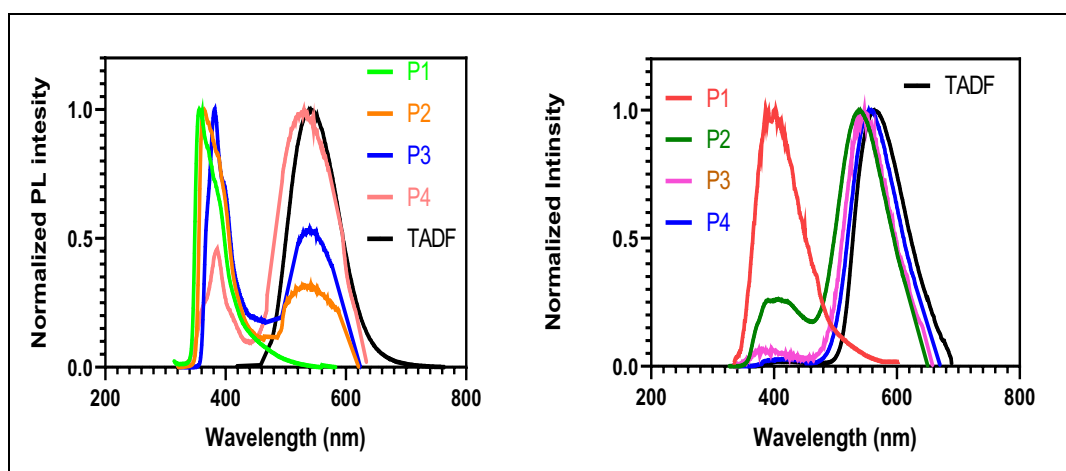 Normalized PL intesity
1.0
0.5
0.0
200
400
600
800
Wavelength (nm)
P1
P2
P3
P4
TADF
Normalized Intinsity
1.0
0.5
0.0
200
400
600
800
Wavelength (nm)
P1
P2
P3
P4
TADF